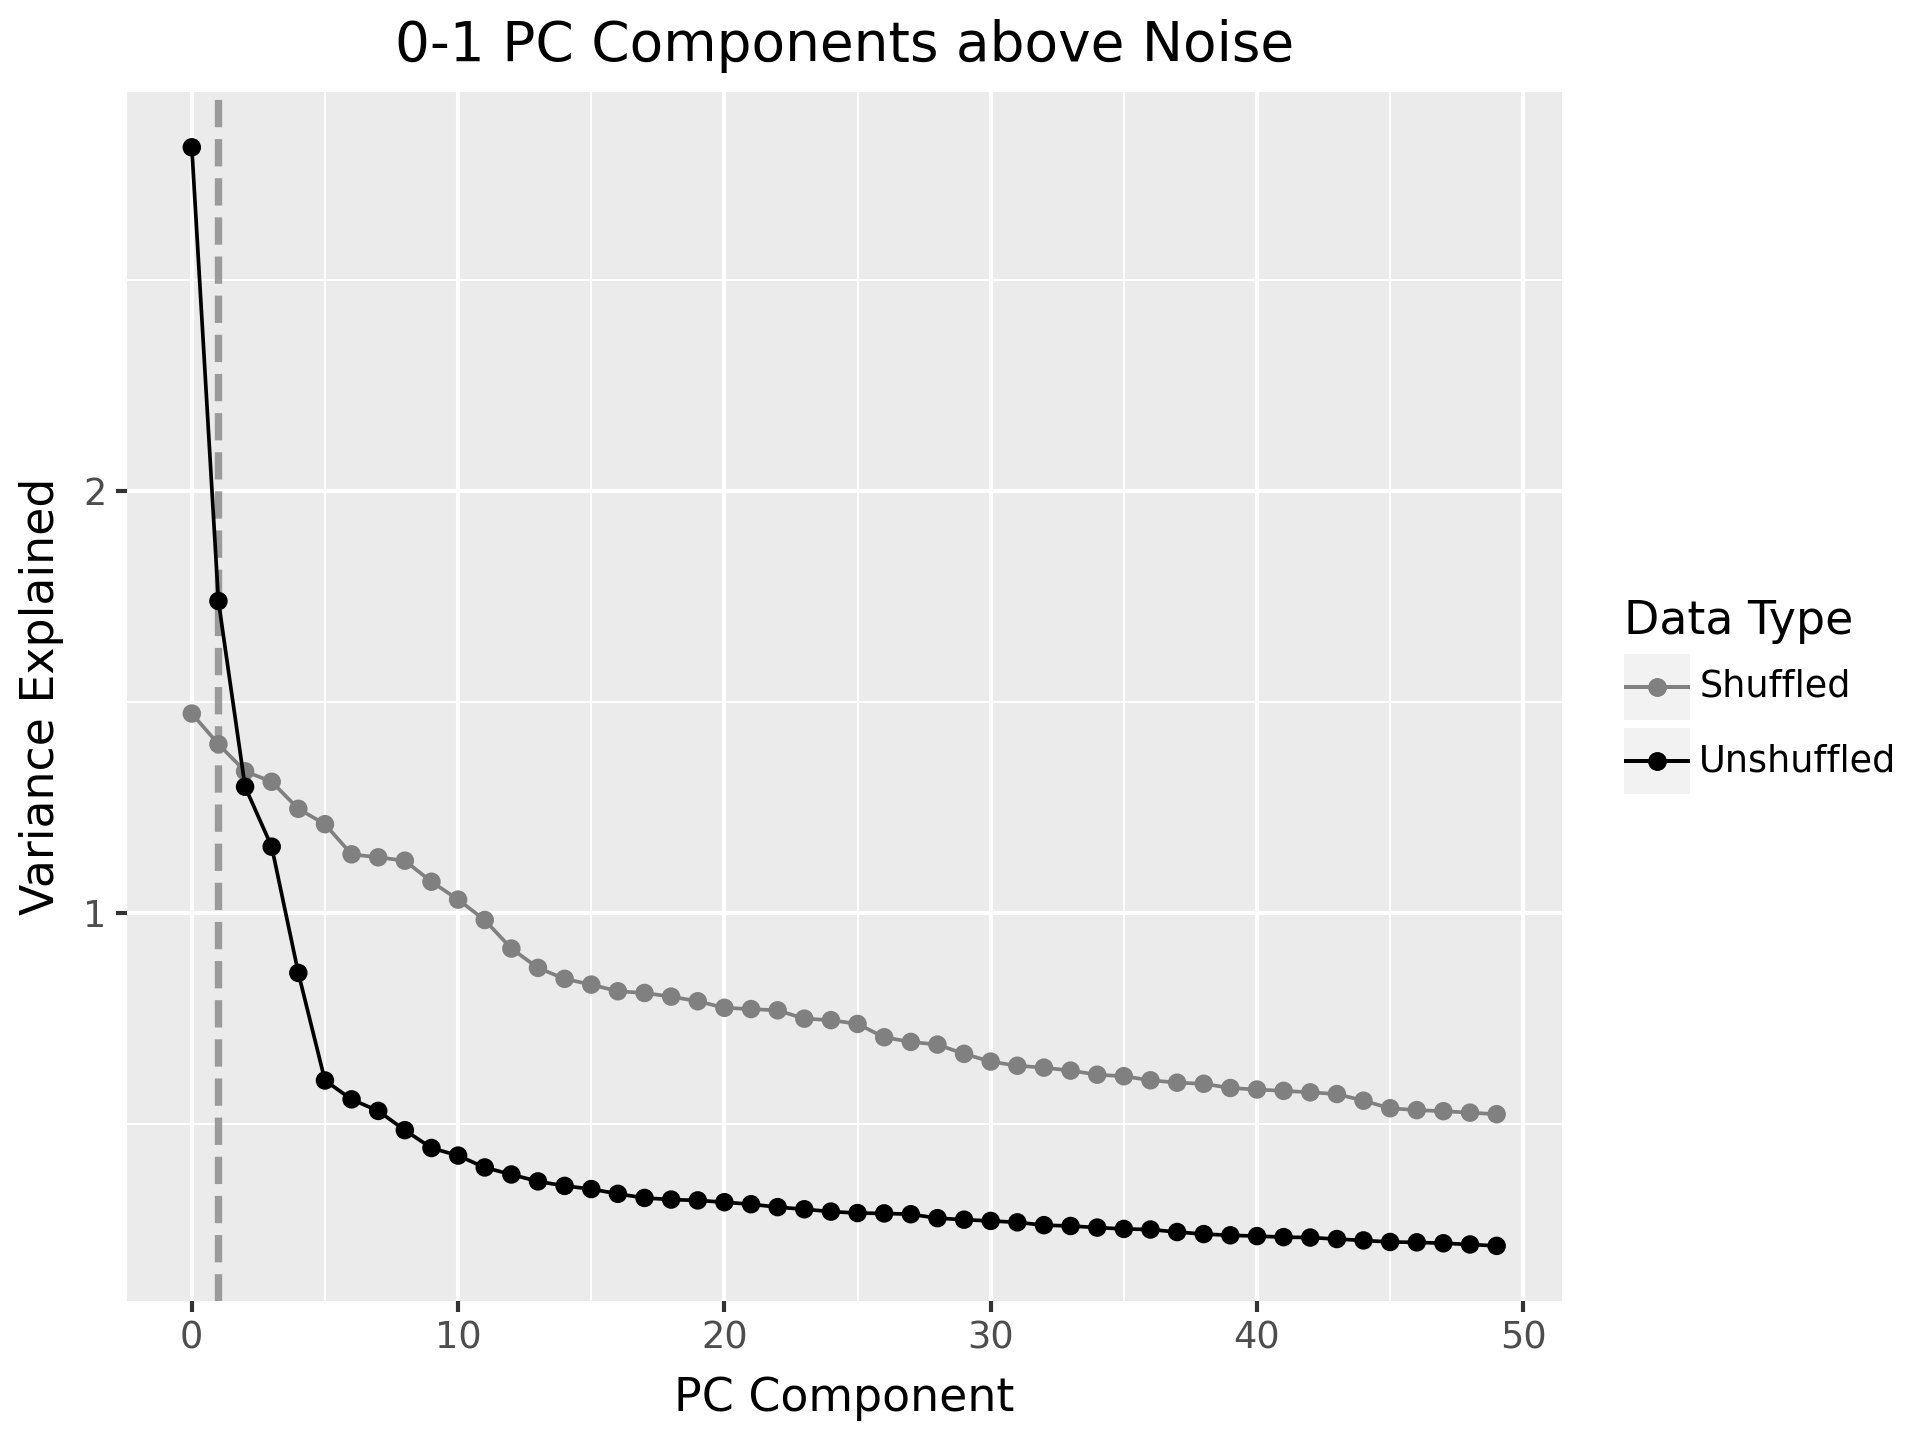 0-1 PC Components above Noise
Variance Explained
2
1
0 10 20 30 40 50
PC Component
Data Type
Shuffled
Unshuffled